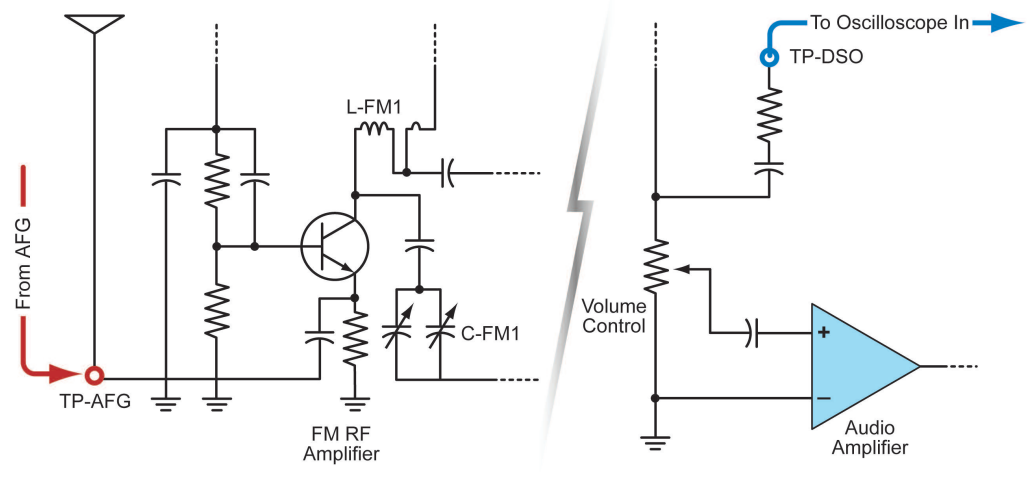 To Oscilloscope In
TP-DSO
L-FM1
From AFG
Volume
Control
C-FM1
+
−
TP-AFG
FM RF
Amplifier
Audio
Amplifier